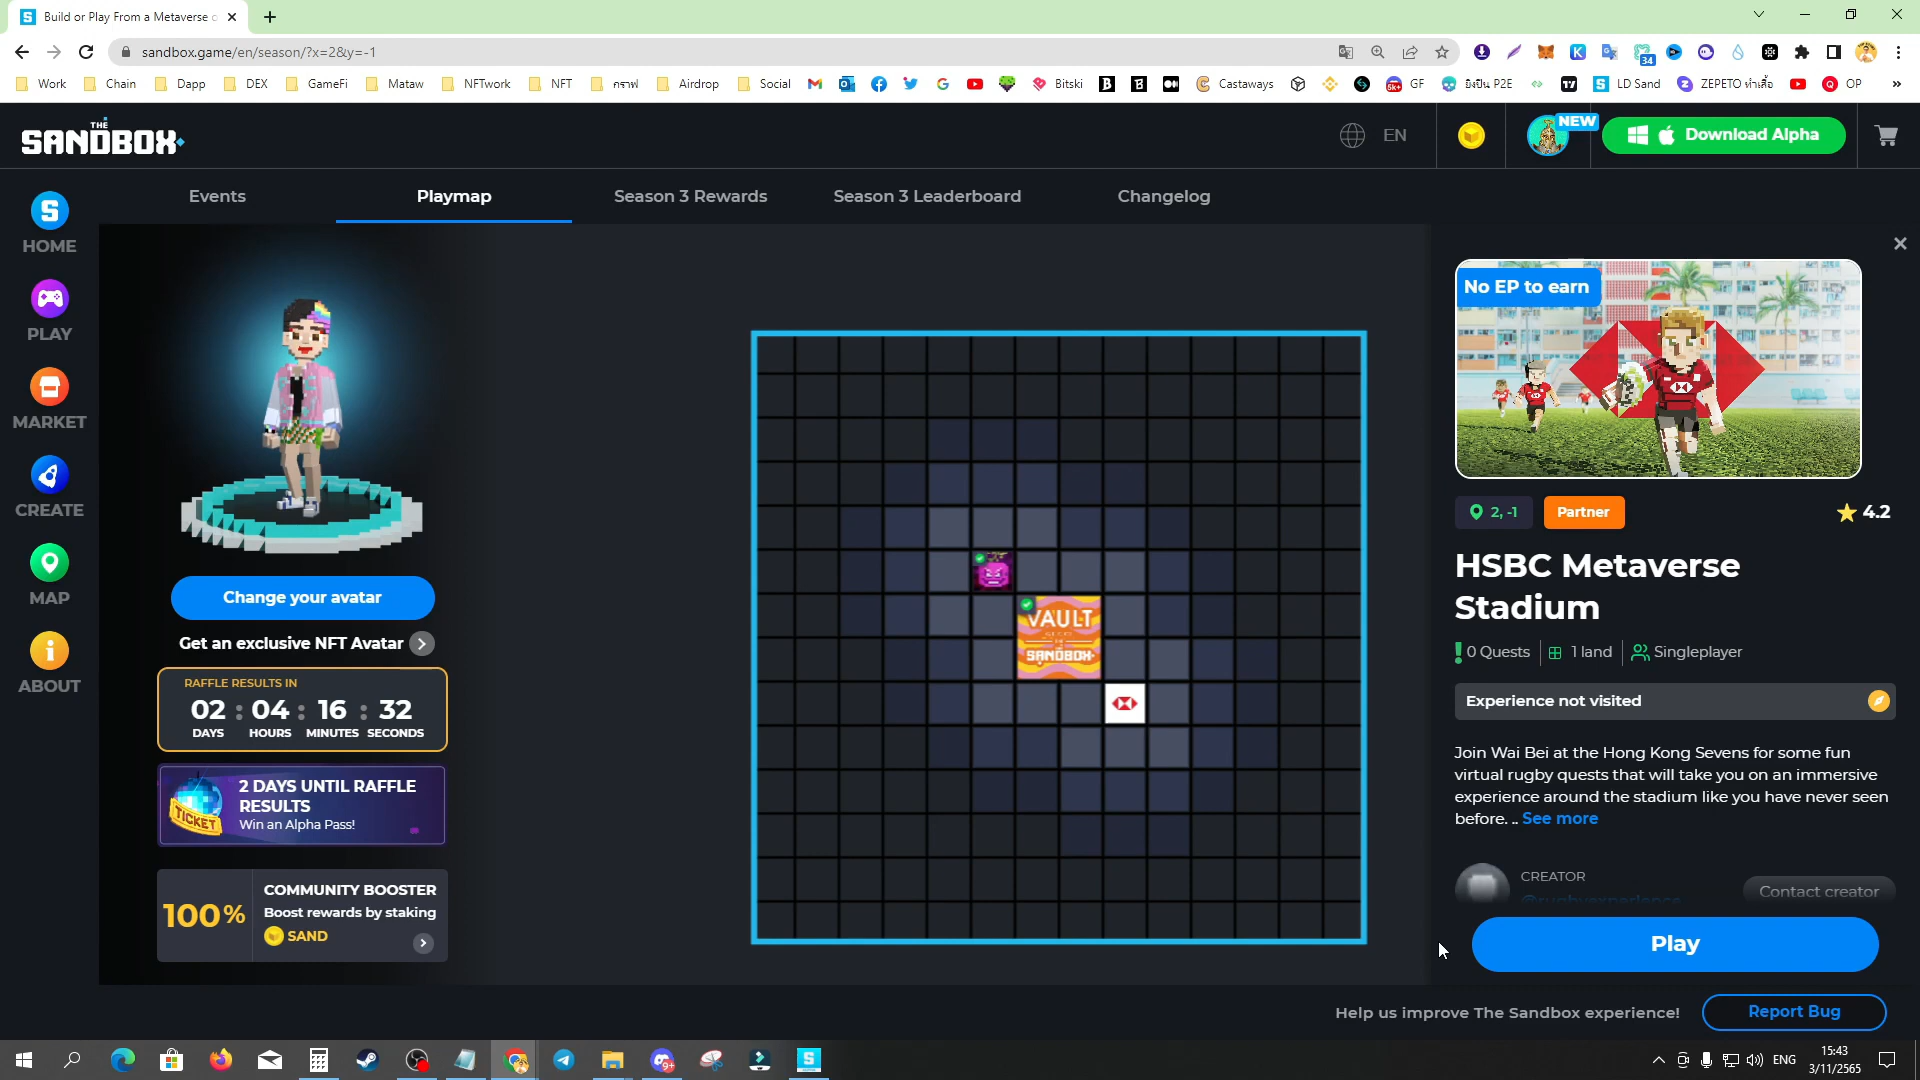 Build or Play From a Metaverse
sandbox.game/en/season/?x=2&y=-1
34
Work
Chain
Dapp
DEX
GameFi
Mataw
NFTwork
NFT
กราฟ
Airdrop
Social
Bitski
Castaways
GF
ยิงปืน P2E
LD Sand
ZEPETO ท่าเสื้อ
OP
THE
SANDBOX
EN
NEW
Download Alpha
HOME
PLAY
MARKET
CREATE
MAP
ABOUT
Events
Playmap
Season 3 Rewards
Season 3 Leaderboard
Changelog
Change your avatar
Get an exclusive NFT Avatar
RAFFLE RESULTS IN
02 : 04 : 16 : 32
DAYS HOURS MINUTES SECONDS
TICKET
2 DAYS UNTIL RAFFLE
RESULTS
Win an Alpha Pass!
100%
COMMUNITY BOOSTER
Boost rewards by staking
SAND
VAULT
SANDBOX
No EP to earn
2, -1
Partner
4.2
HSBC Metaverse
Stadium
0 Quests
1 land
Singleplayer
Experience not visited
Join Wai Bei at the Hong Kong Sevens for some fun
virtual rugby quests that will take you on an immersive
experience around the stadium like you have never seen
before. .. See more
CREATOR
@rugbyexperience
Contact creator
Play
Help us improve The Sandbox experience!
Report Bug
9+
ENG
15:43
3/11/2565